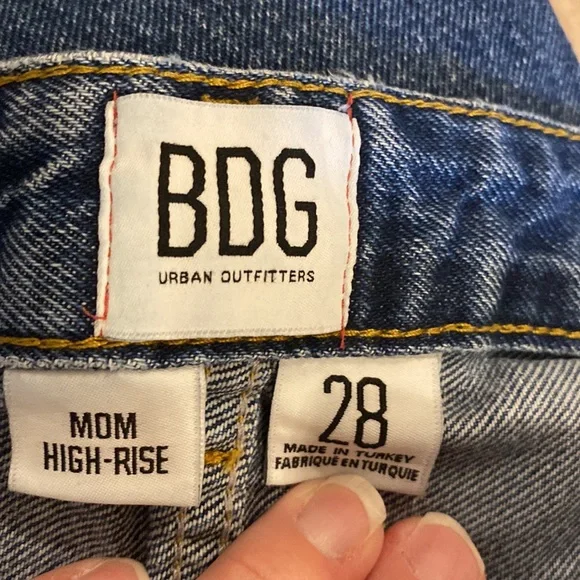 BDG
URBAN OUTFITTERS
MOM
HIGH-RISE
28
MADE IN TURKEY
FABRIQUÉ EN TURQUIE